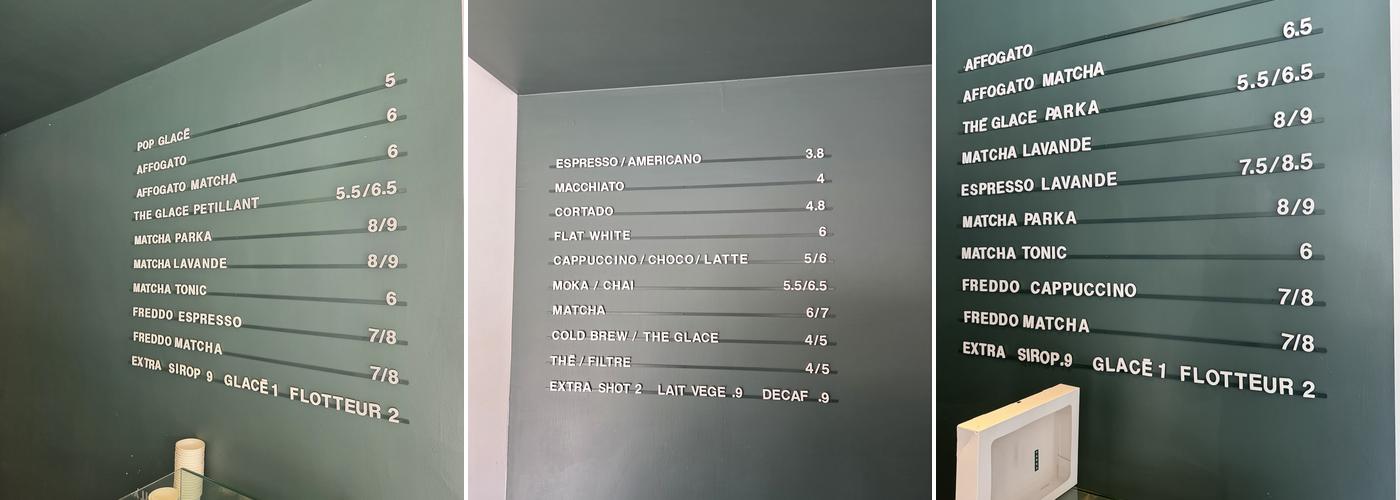 POP GLACĒ 5
AFFOGATO 6
AFFOGATO MATCHA 6
THE GLACE PETILLANT 5.5/6.5
MATCHA PARKA 8/9
MATCHA LAVANDE 8/9
MATCHA TONIC 6
FREDDO ESPRESSO 7/8
FREDDO MATCHA 7/8
EXTRA SIROP 9 GLACĒ 1 FLOTTEUR 2
ESPRESSO / AMERICANO 3.8
MACCHIATO 4
CORTADO 4.8
FLAT WHITE 6
CAPPUCCINO / CHOCO / LATTE 5/6
MOKA / CHAI 5.5/6.5
MATCHA 6/7
COLD BREW / THE GLACE 4/5
THĒ / FILTRE 4/5
EXTRA SHOT 2 LAIT VEGE .9 DECAF .9
AFFOGATO
AFFOGATO MATCHA 6.5
THĒ GLACE PARKA 5.5/6.5
MATCHA LAVANDE 8/9
ESPRESSO LAVANDE 7.5/8.5
MATCHA PARKA 8/9
MATCHA TONIC 6
FREDDO CAPPUCCINO 7/8
FREDDO MATCHA 7/8
EXTRA SIROP .9 GLACĒ 1 FLOTTEUR 2